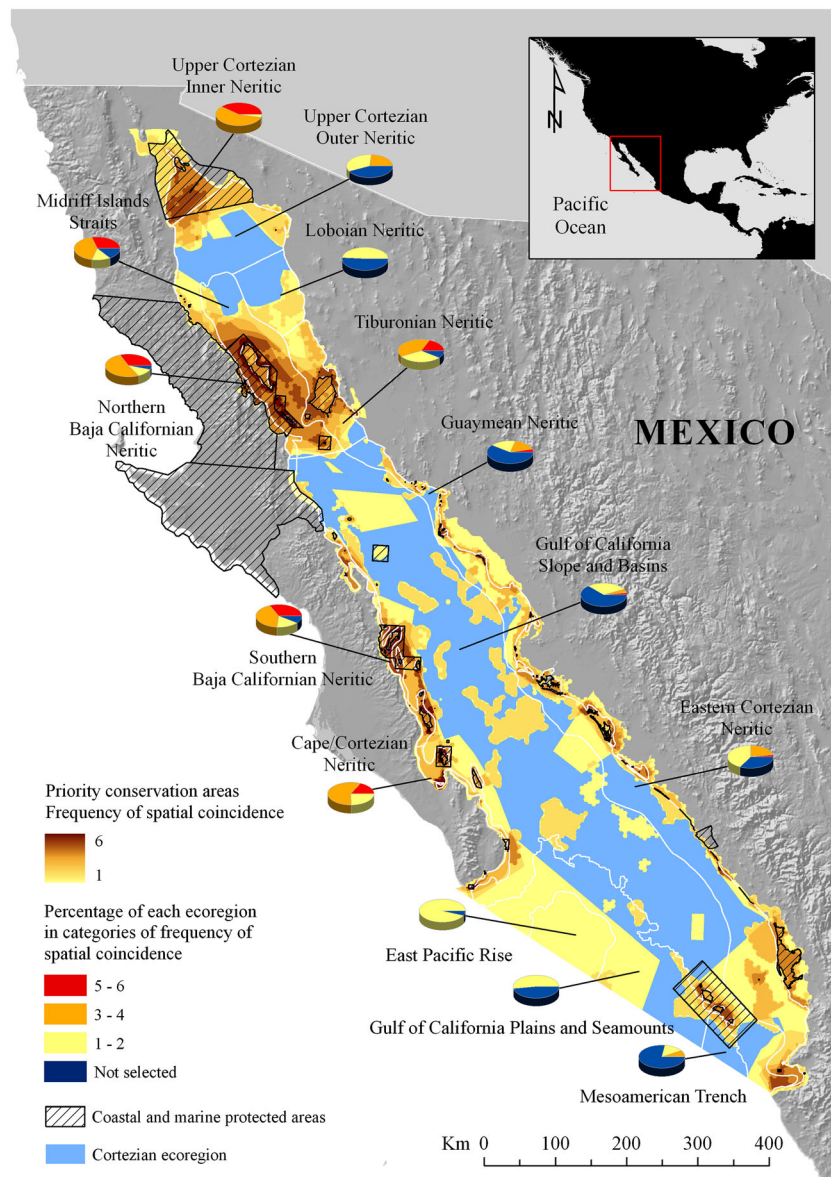 Upper Cortezian
Inner Neritic
Upper Cortezian
Outer Neritic
Midriff Islands
Straits
Loboian Neritic
N
Pacific
Ocean
Tiburonian Neritic
Northern
Baja Californian
Neritic
Guaymean Neritic
MEXICO
Gulf of California
Slope and Basins
Southern
Baja Californian Neritic
Eastern Cortezian
Neritic
Cape/Cortezian
Neritic
Priority conservation areas
Frequency of spatial coincidence
6
1
Percentage of each ecoregion
in categories of frequency of
spatial coincidence
5 - 6
3 - 4
1 - 2
Not selected
Coastal and marine protected areas
Cortezian ecoregion
East Pacific Rise
Gulf of California Plains and Seamounts
Mesoamerican Trench
Km 0 100 200 300 400